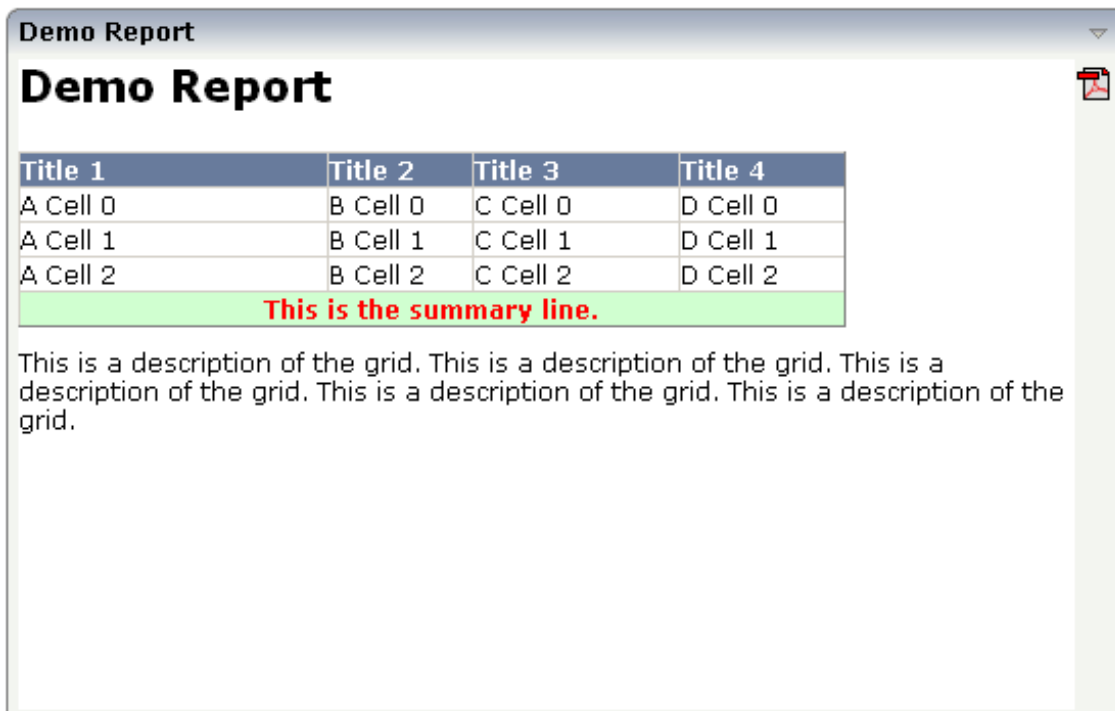 Demo Report
Demo Report
Title 1 Title 2 Title 3 Title 4
A Cell 0 B Cell 0 C Cell 0 D Cell 0
A Cell 1 B Cell 1 C Cell 1 D Cell 1
A Cell 2 B Cell 2 C Cell 2 D Cell 2
This is the summary line.
This is a description of the grid. This is a description of the grid. This is a
description of the grid. This is a description of the grid. This is a description of the
grid.